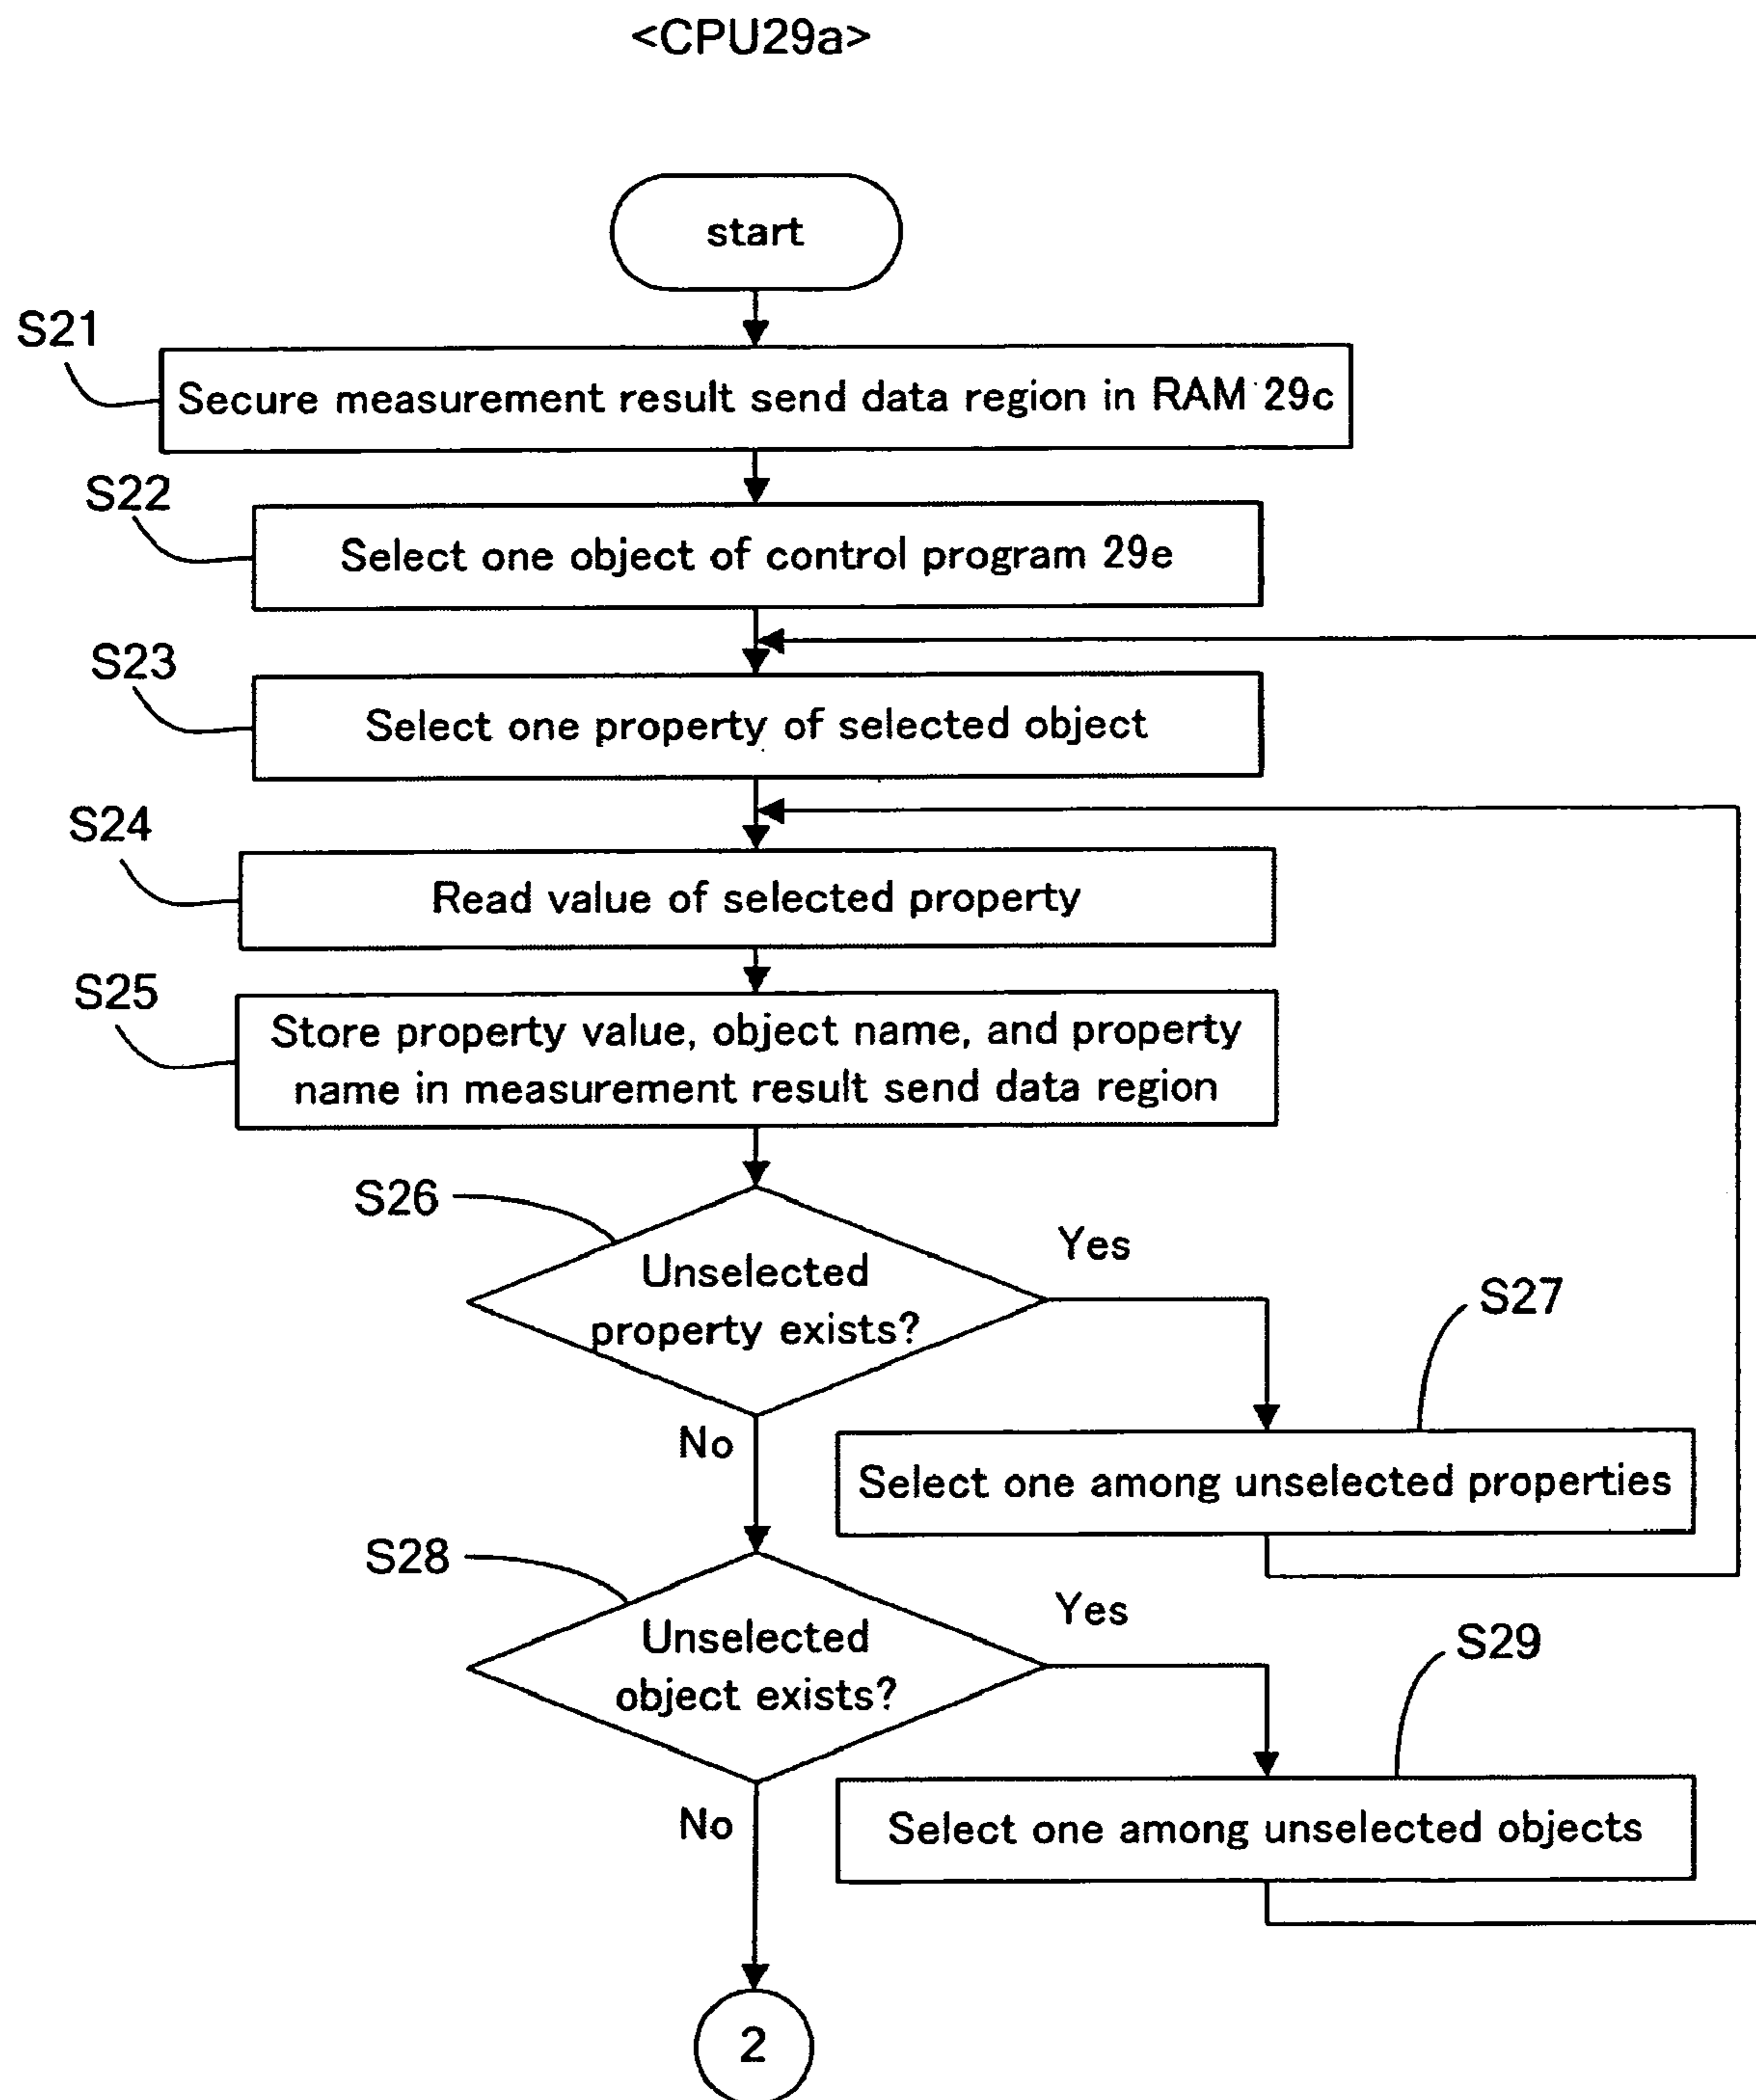 <CPU29a>
start
S21
Secure measurement result send data region in RAM 29c
S22
Select one object of control program 29e
S23
Select one property of selected object
S24
Read value of selected property
S25
Store property value, object name, and property
name in measurement result send data region
S26
Unselected
property exists?
Yes
S27
No
Select one among unselected properties
S28
Unselected
object exists?
Yes
S29
No
Select one among unselected objects
2